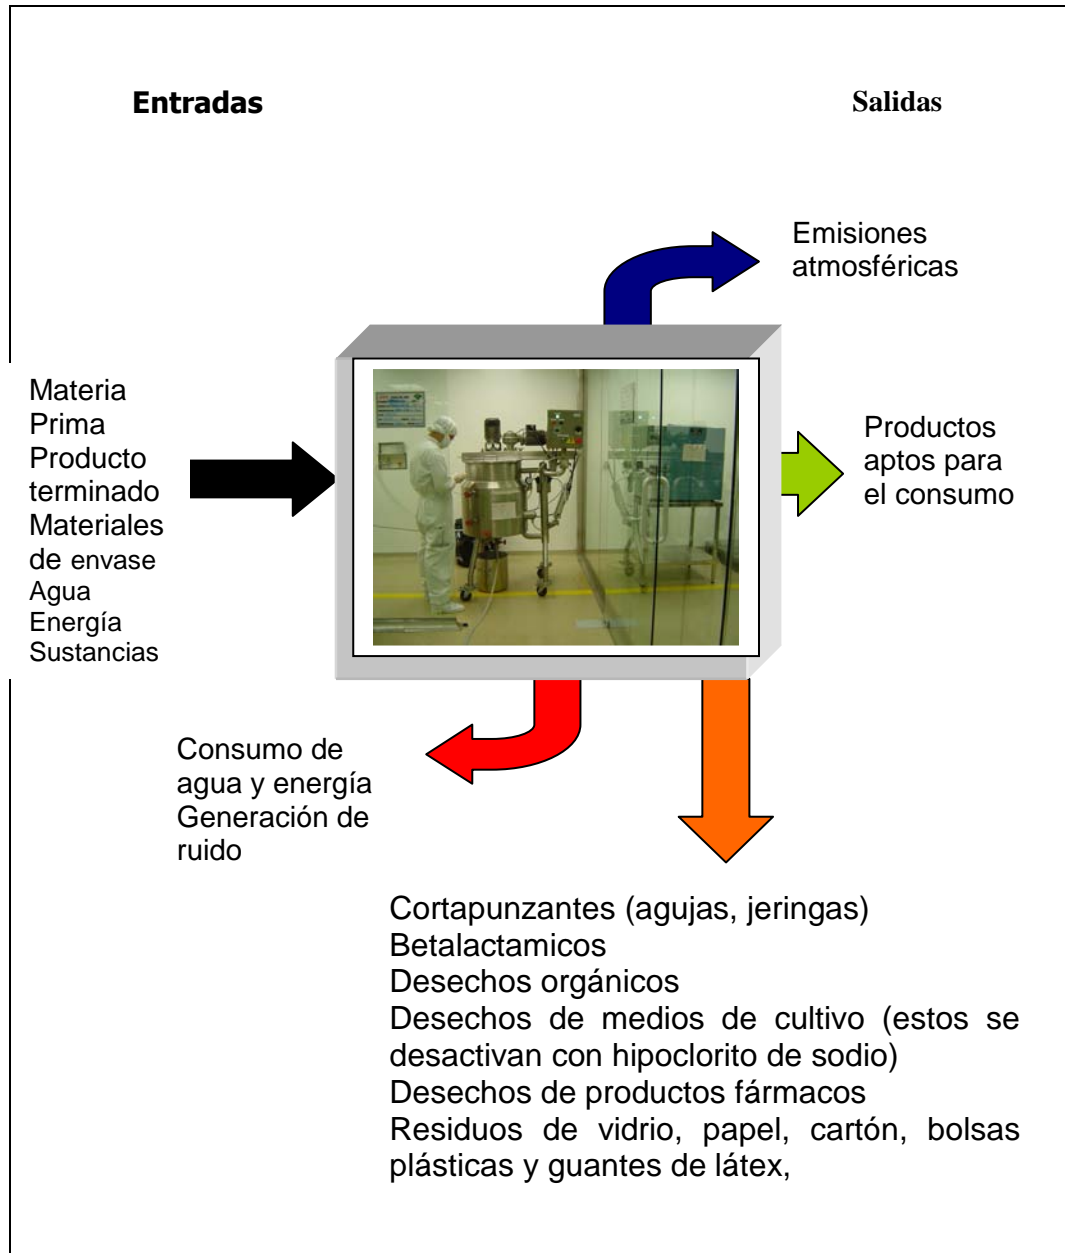 Entradas
Salidas
Emisiones
atmosféricas
Materia
Prima
Producto
terminado
Materiales
de envase
Agua
Energía
Sustancias
Productos
aptos para
el consumo
Consumo de
agua y energía
Generación de
ruido
Cortapunzantes (agujas, jeringas)
Betalactamicos
Desechos orgánicos
Desechos de medios de cultivo (estos se
desactivan con hipoclorito de sodio)
Desechos de productos fármacos
Residuos de vidrio, papel, cartón, bolsas
plásticas y guantes de látex,